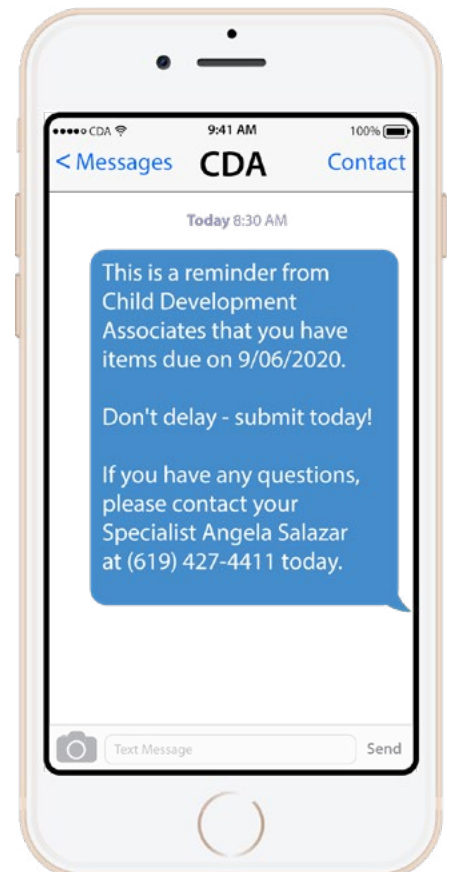 CDA 9:41 AM 100%
< Messages CDA Contact
Today 8:30 AM
This is a reminder from
Child Development
Associates that you have
items due on 9/06/2020.
Don't delay - submit today!
If you have any questions,
please contact your
Specialist Angela Salazar
at (619) 427-4411 today.
Text Message Send